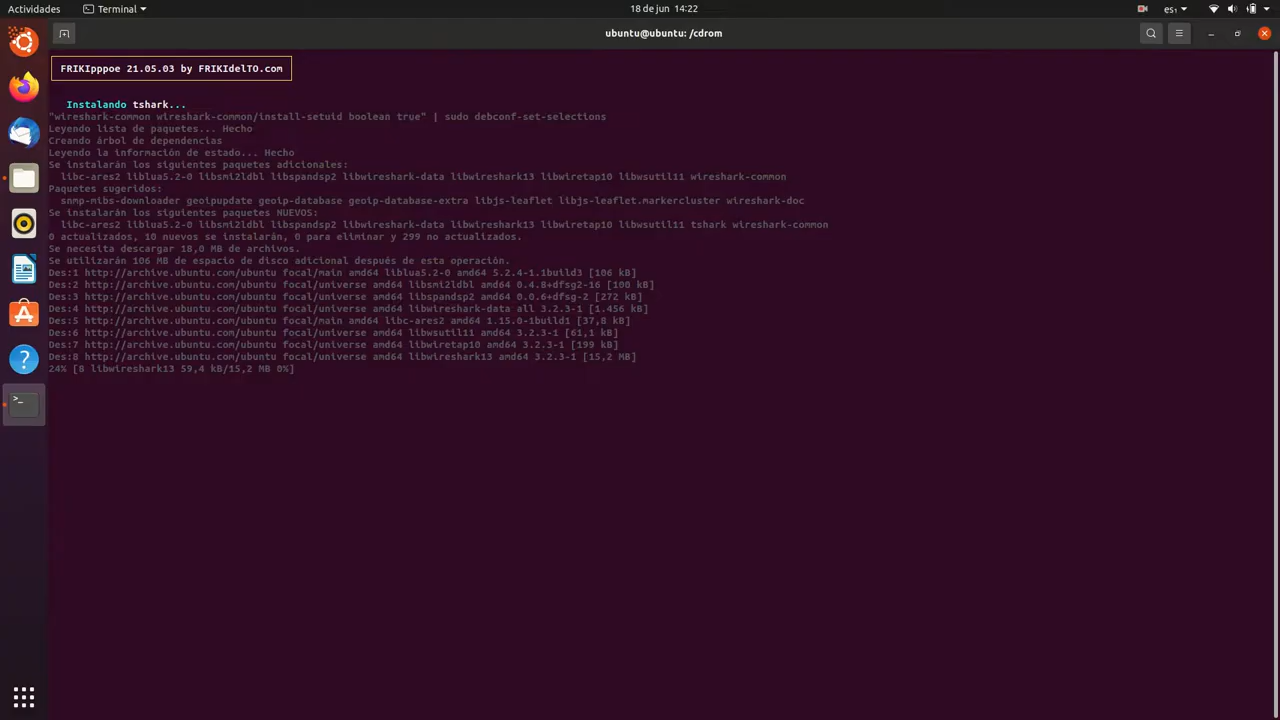 Actividades
Terminal
18 de jun 14:22
es₁
ubuntu@ubuntu: /cdrom
FRIKIpppoe 21.05.03 by FRIKIdelTO.com
Instalando tshark...
"wireshark-common wireshark-common/install-setuid boolean true" | sudo debconf-set-selections
Leyendo lista de paquetes... Hecho
Creando árbol de dependencias
Leyendo la información de estado... Hecho
Se instalarán los siguientes paquetes adicionales:
libc-ares2 liblua5.2-0 libsmi2ldbl libspandsp2 libwireshark-data libwireshark13 libwiretap10 libwsutil11 wireshark-common
Paquetes sugeridos:
snmp-mibs-downloader geoipupdate geoip-database geoip-database-extra libjs-leaflet libjs-leaflet.markercluster wireshark-doc
Se instalarán los siguientes paquetes NUEVOS:
libc-ares2 liblua5.2-0 libsmi2ldbl libspandsp2 libwireshark-data libwireshark13 libwiretap10 libwsutil11 tshark wireshark-common
0 actualizados, 10 nuevos se instalarán, 0 para eliminar y 299 no actualizados.
Se necesita descargar 18,0 MB de archivos.
Se utilizarán 106 MB de espacio de disco adicional después de esta operación.
Des:1 http://archive.ubuntu.com/ubuntu focal/main amd64 liblua5.2-0 amd64 5.2.4-1.1build3 [106 kB]
Des:2 http://archive.ubuntu.com/ubuntu focal/universe amd64 libsmi2ldbl amd64 0.4.8+dfsg2-16 [100 kB]
Des:3 http://archive.ubuntu.com/ubuntu focal/universe amd64 libspandsp2 amd64 0.0.6+dfsg-2 [272 kB]
Des:4 http://archive.ubuntu.com/ubuntu focal/universe amd64 libwireshark-data all 3.2.3-1 [1.456 kB]
Des:5 http://archive.ubuntu.com/ubuntu focal/main amd64 libc-ares2 amd64 1.15.0-1build1 [37,8 kB]
Des:6 http://archive.ubuntu.com/ubuntu focal/universe amd64 libwsutil11 amd64 3.2.3-1 [61,1 kB]
Des:7 http://archive.ubuntu.com/ubuntu focal/universe amd64 libwiretap10 amd64 3.2.3-1 [199 kB]
Des:8 http://archive.ubuntu.com/ubuntu focal/universe amd64 libwireshark13 amd64 3.2.3-1 [15,2 MB]
24% [8 libwireshark13 59,4 kB/15,2 MB 0%]